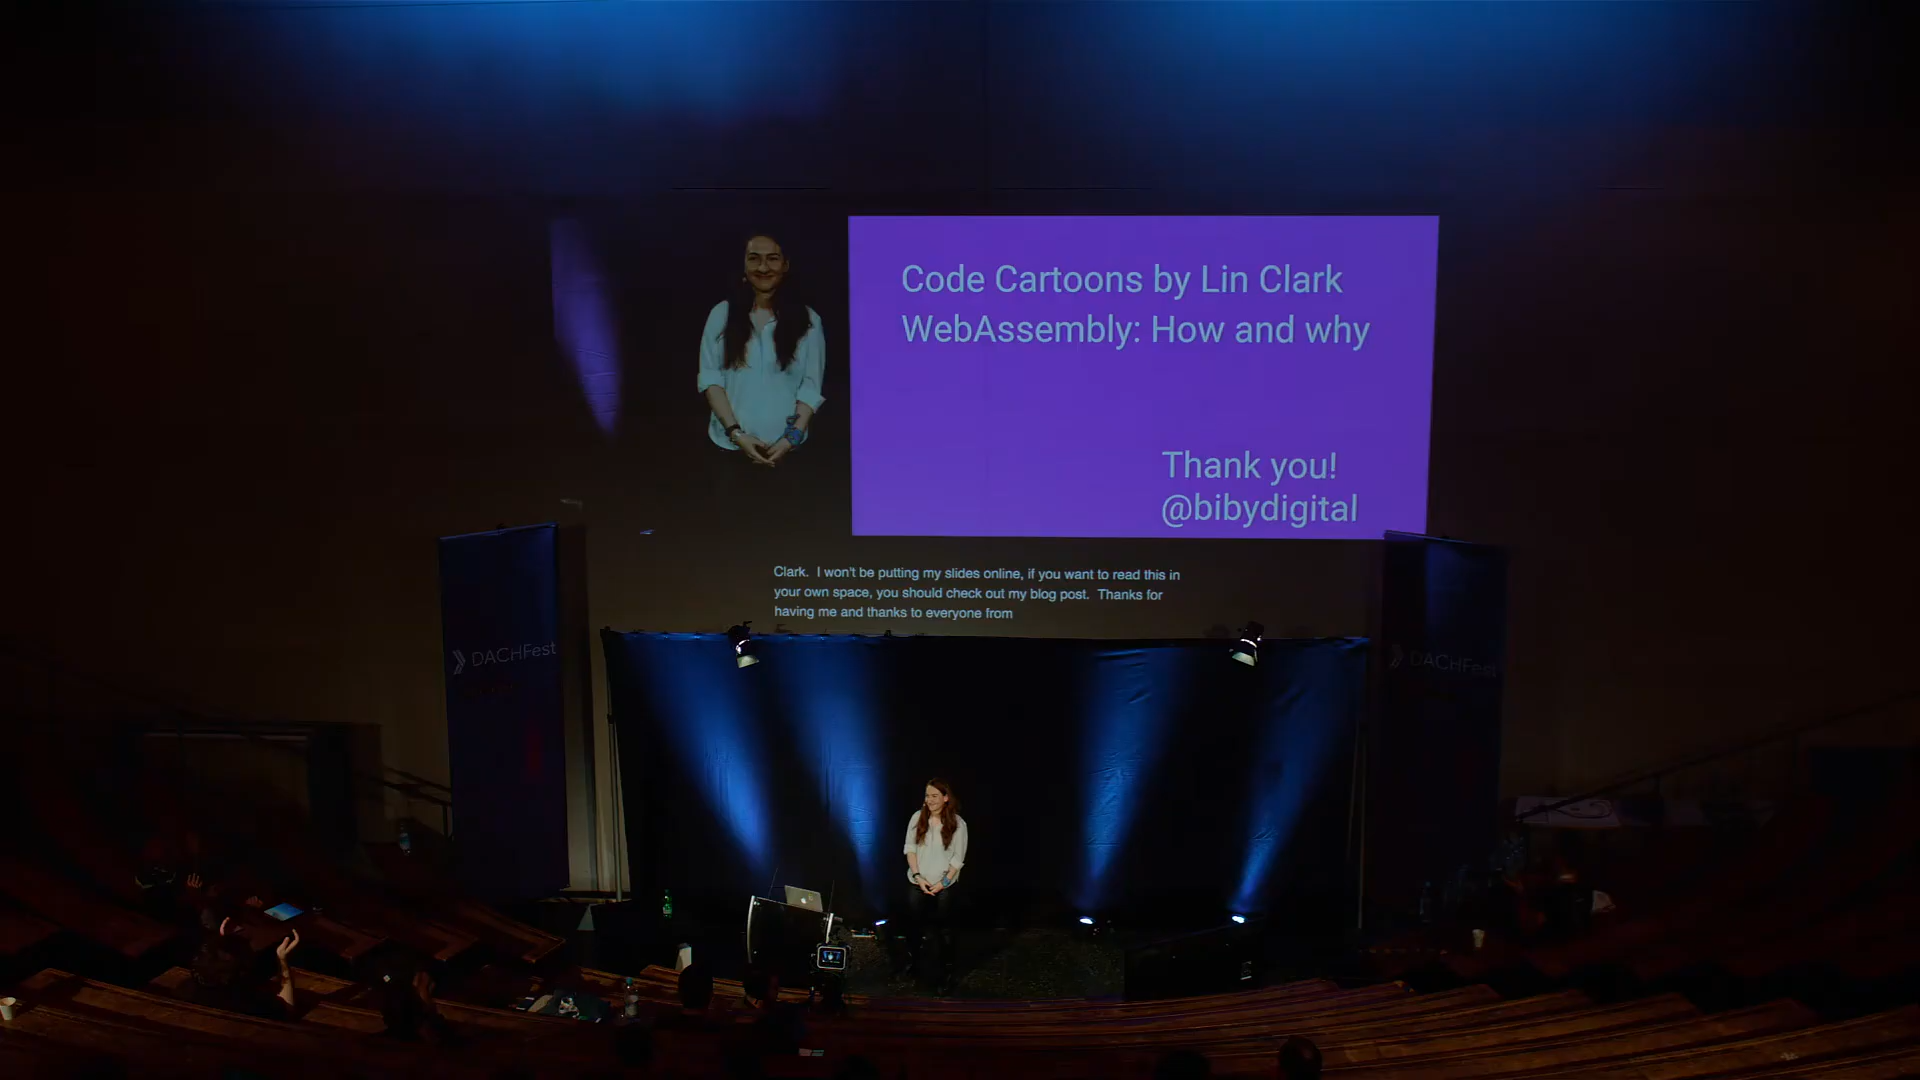 Code Cartoons by Lin Clark
WebAssembly: How and why
Thank you!
@bibydigital
Clark.  I won't be putting my slides online, if you want to read this in
your own space, you should check out my blog post.  Thanks for
having me and thanks to everyone from
DACHFest
DACHFest